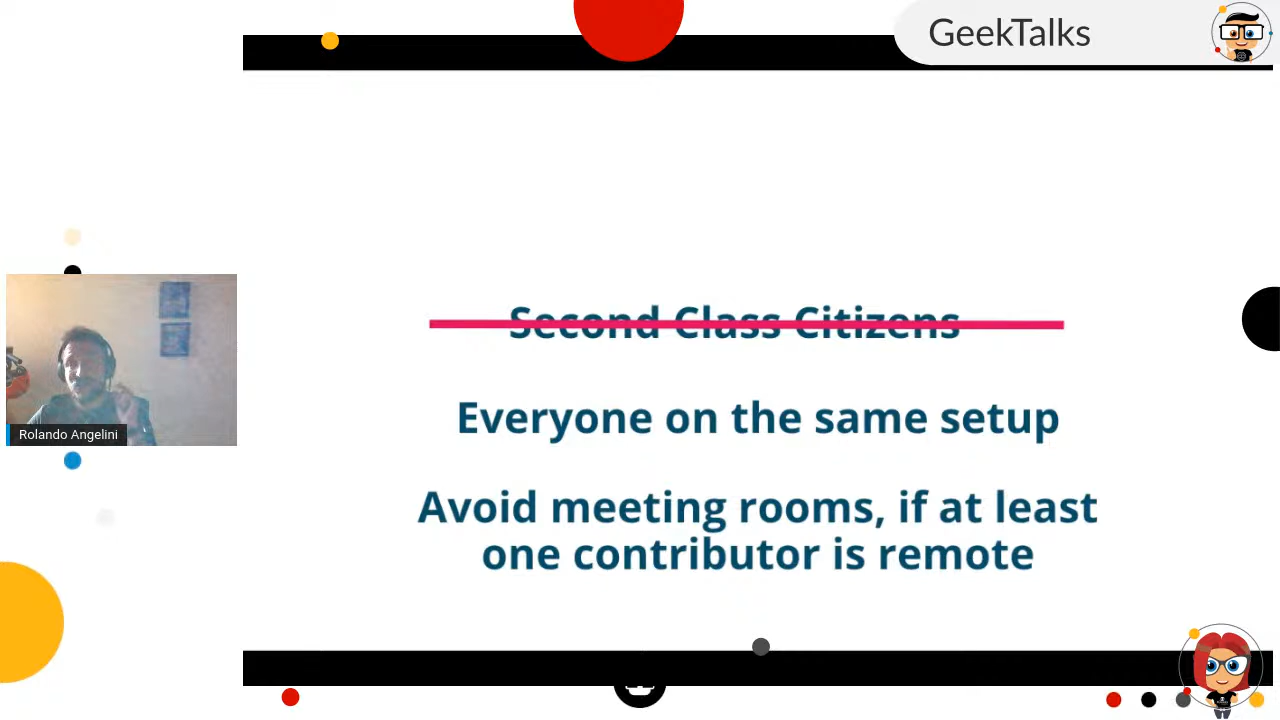 GeekTalks
Second Class Citizens
Everyone on the same setup
Avoid meeting rooms, if at least
one contributor is remote
Rolando Angelini